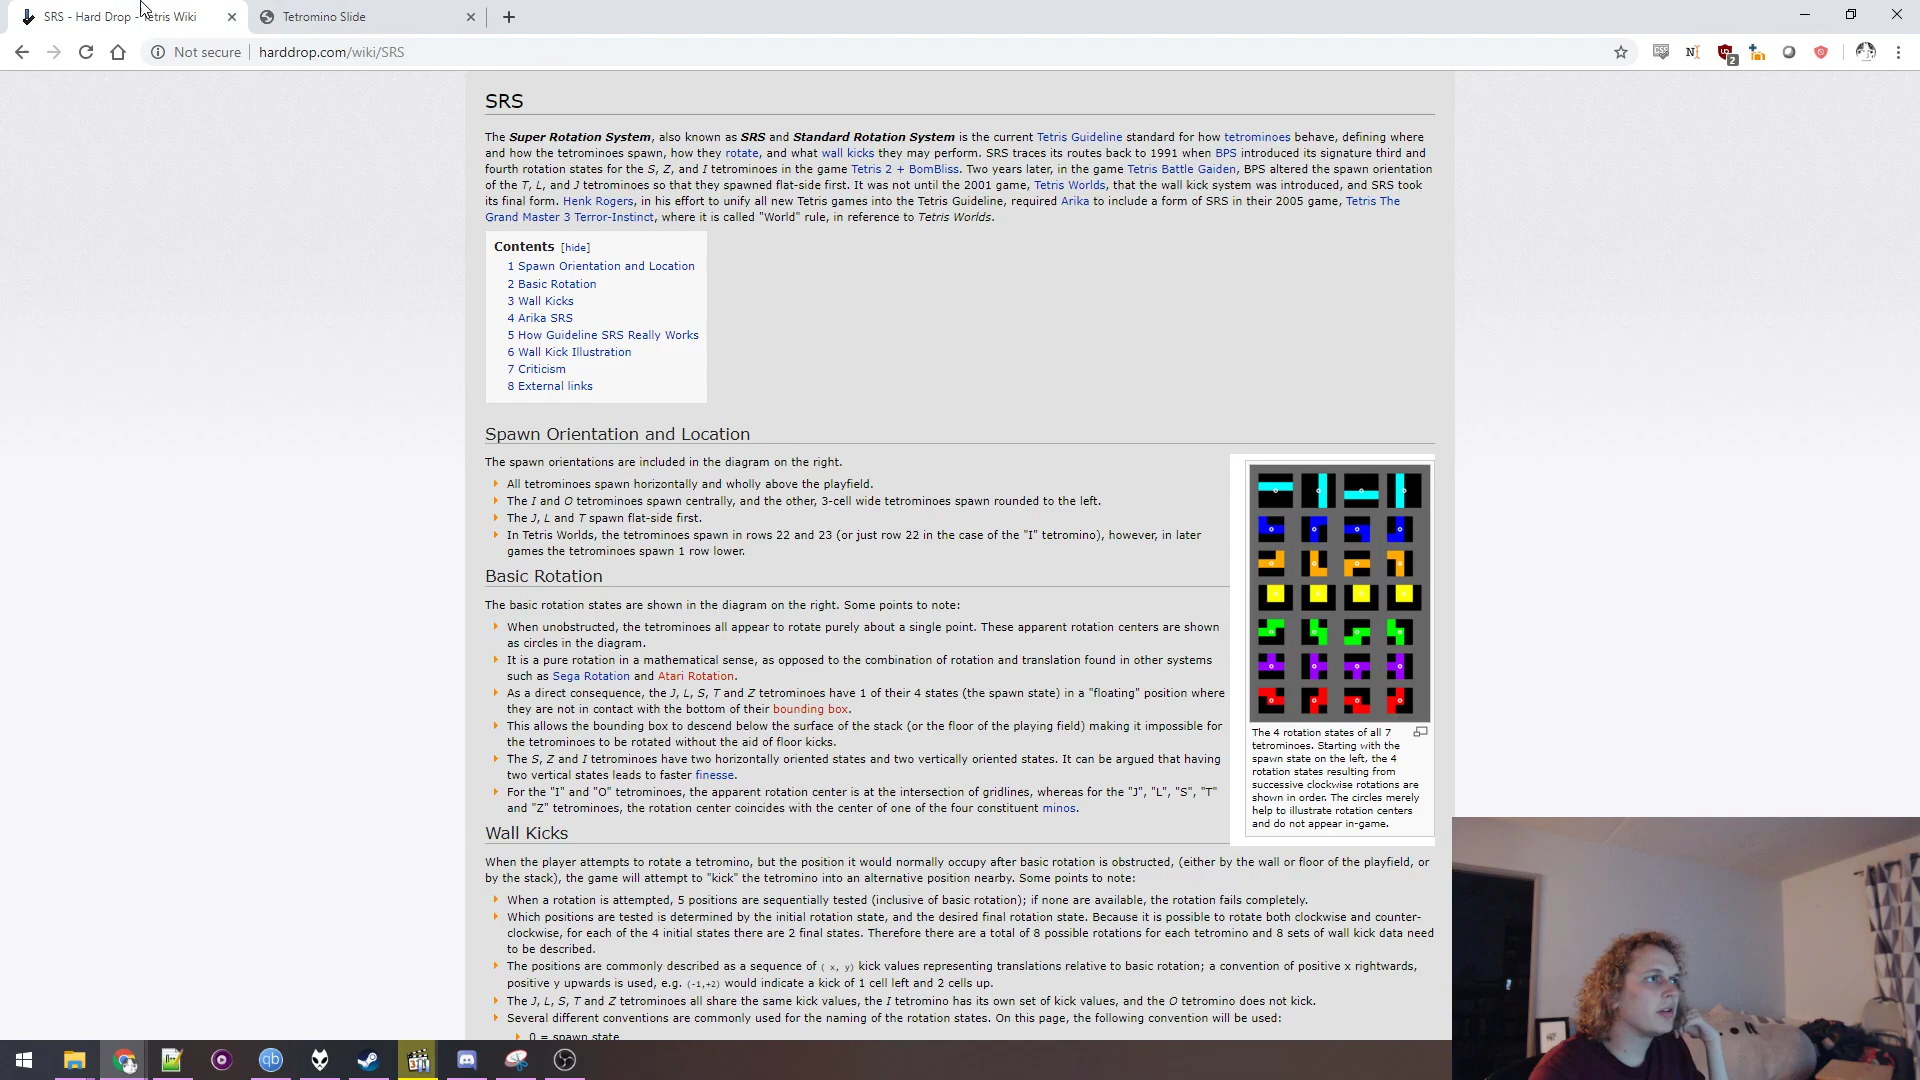 SRS - Hard Drop - Tetris Wiki
Tetromino Slide
Not secure
harddrop.com/wiki/SRS
2
SRS
The Super Rotation System, also known as SRS and Standard Rotation System is the current Tetris Guideline standard for how tetrominoes behave, defining where
and how the tetrominoes spawn, how they rotate, and what wall kicks they may perform. SRS traces its routes back to 1991 when BPS introduced its signature third and
fourth rotation states for the S, Z, and I tetrominoes in the game Tetris 2 + BomBliss. Two years later, in the game Tetris Battle Gaiden, BPS altered the spawn orientation
of the T, L, and J tetrominoes so that they spawned flat-side first. It was not until the 2001 game, Tetris Worlds, that the wall kick system was introduced, and SRS took
its final form. Henk Rogers, in his effort to unify all new Tetris games into the Tetris Guideline, required Arika to include a form of SRS in their 2005 game, Tetris The
Grand Master 3 Terror-Instinct, where it is called "World" rule, in reference to Tetris Worlds.
Contents [hide]
1 Spawn Orientation and Location
2 Basic Rotation
3 Wall Kicks
4 Arika SRS
5 How Guideline SRS Really Works
6 Wall Kick Illustration
7 Criticism
8 External links
Spawn Orientation and Location
The spawn orientations are included in the diagram on the right.
All tetrominoes spawn horizontally and wholly above the playfield.
The I and O tetrominoes spawn centrally, and the other, 3-cell wide tetrominoes spawn rounded to the left.
The J, L and T spawn flat-side first.
In Tetris Worlds, the tetrominoes spawn in rows 22 and 23 (or just row 22 in the case of the "I" tetromino), however, in later
games the tetrominoes spawn 1 row lower.
Basic Rotation
The basic rotation states are shown in the diagram on the right. Some points to note:
When unobstructed, the tetrominoes all appear to rotate purely about a single point. These apparent rotation centers are shown
as circles in the diagram.
It is a pure rotation in a mathematical sense, as opposed to the combination of rotation and translation found in other systems
such as Sega Rotation and Atari Rotation.
As a direct consequence, the J, L, S, T and Z tetrominoes have 1 of their 4 states (the spawn state) in a "floating" position where
they are not in contact with the bottom of their bounding box.
This allows the bounding box to descend below the surface of the stack (or the floor of the playing field) making it impossible for
the tetrominoes to be rotated without the aid of floor kicks.
The S, Z and I tetrominoes have two horizontally oriented states and two vertically oriented states. It can be argued that having
two vertical states leads to faster finesse.
For the "I" and "O" tetrominoes, the apparent rotation center is at the intersection of gridlines, whereas for the "J", "L", "S", "T"
and "Z" tetrominoes, the rotation center coincides with the center of one of the four constituent minos.
The 4 rotation states of all 7
tetrominoes. Starting with the
spawn state on the left, the 4
rotation states resulting from
successive clockwise rotations are
shown in order. The circles merely
help to illustrate rotation centers
and do not appear in-game.
Wall Kicks
When the player attempts to rotate a tetromino, but the position it would normally occupy after basic rotation is obstructed, (either by the wall or floor of the playfield, or
by the stack), the game will attempt to "kick" the tetromino into an alternative position nearby. Some points to note:
When a rotation is attempted, 5 positions are sequentially tested (inclusive of basic rotation); if none are available, the rotation fails completely.
Which positions are tested is determined by the initial rotation state, and the desired final rotation state. Because it is possible to rotate both clockwise and counter-
clockwise, for each of the 4 initial states there are 2 final states. Therefore there are a total of 8 possible rotations for each tetromino and 8 sets of wall kick data need
to be described.
The positions are commonly described as a sequence of ( x, y) kick values representing translations relative to basic rotation; a convention of positive x rightwards,
positive y upwards is used, e.g. (-1,+2) would indicate a kick of 1 cell left and 2 cells up.
The J, L, S, T and Z tetrominoes all share the same kick values, the I tetromino has its own set of kick values, and the O tetromino does not kick.
Several different conventions are commonly used for the naming of the rotation states. On this page, the following convention will be used:
0 = spawn state